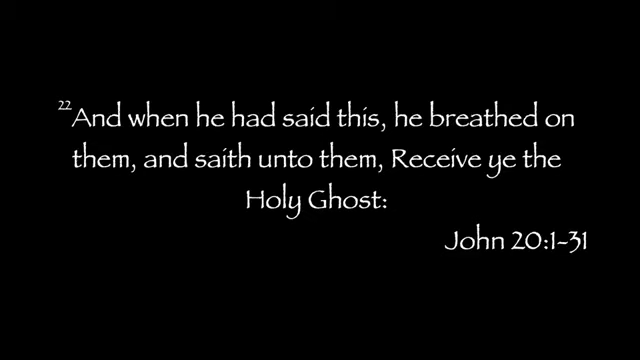 22And when he had said this, he breathed on
them, and saith unto them, Receive ye the
Holy Ghost:
John 20:1-31